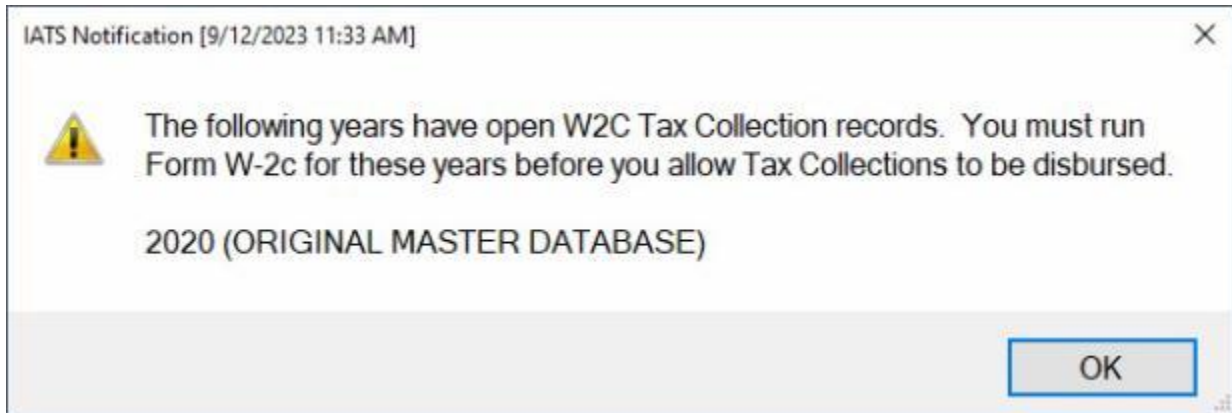 IATS Notification [9/12/2023 11:33 AM]
The following years have open W2C Tax Collection records.  You must run
Form W-2c for these years before you allow Tax Collections to be disbursed.
2020 (ORIGINAL MASTER DATABASE)
OK